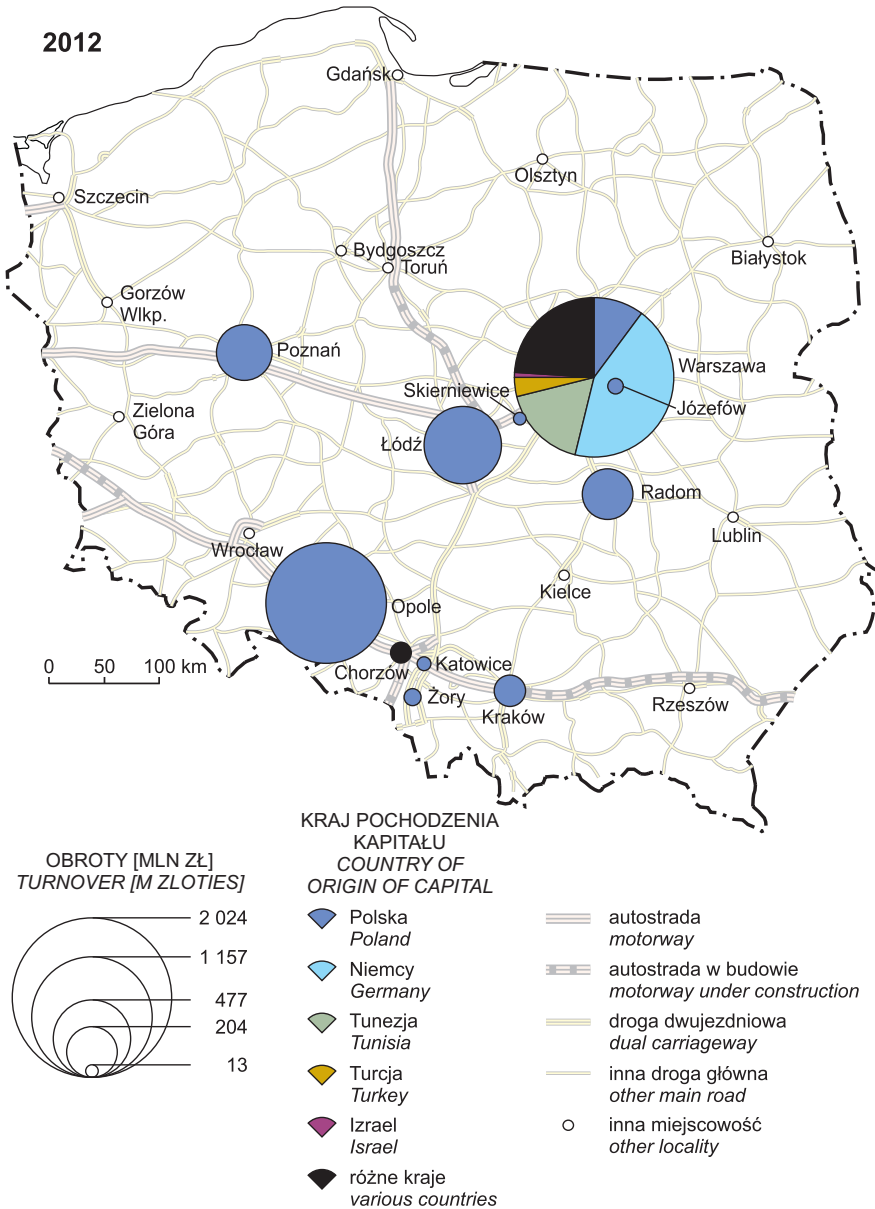 2012
Gdańsk
Olsztyn
Szczecin
Bydgoszcz
Toruń
Białystok
Gorzów
Wlkp.
Poznań
Warszawa
Skierniewice
Józefów
Zielona
Góra
Łódź
Radom
Lublin
Wrocław
Kielce
Opole
0 50 100 km
Chorzów
Katowice
Żory
Kraków
Rzeszów
OBROTY [MLN ZŁ]
TURNOVER [M ZLOTIES]
2 024
1 157
477
204
13
KRAJ POCHODZENIA
KAPITAŁU
COUNTRY OF
ORIGIN OF CAPITAL
Polska
Poland
Niemcy
Germany
Tunezja
Tunisia
Turcja
Turkey
Izrael
Israel
różne kraje
various countries
autostrada
motorway
autostrada w budowie
motorway under construction
droga dwujezdniowa
dual carriageway
inna droga główna
other main road
inna miejscowość
other locality